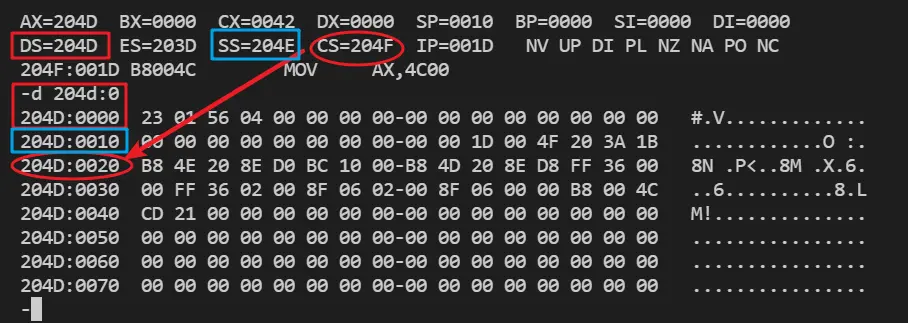 AX=204D  BX=0000  CX=0042  DX=0000  SP=0010  BP=0000  SI=0000  DI=0000
DS=204D  ES=203D  SS=204E  CS=204F  IP=001D   NV UP DI PL NZ NA PO NC
204F:001D B8004C        MOV     AX,4C00
-d 204d:0
204D:0000  23 01 56 04 00 00 00 00-00 00 00 00 00 00 00 00   #.V.............
204D:0010  00 00 00 00 00 00 00 00-00 00 1D 00 4F 20 3A 1B   ............O :.
204D:0020  B8 4E 20 8E D0 BC 10 00-B8 4D 20 8E D8 FF 36 00   8N .P<..8M .X.6.
204D:0030  00 FF 36 02 00 8F 06 02-00 8F 06 00 00 B8 00 4C   ..6..........8.L
204D:0040  CD 21 00 00 00 00 00 00-00 00 00 00 00 00 00 00   M!..............
204D:0050  00 00 00 00 00 00 00 00-00 00 00 00 00 00 00 00   ................
204D:0060  00 00 00 00 00 00 00 00-00 00 00 00 00 00 00 00   ................
204D:0070  00 00 00 00 00 00 00 00-00 00 00 00 00 00 00 00   ................
-